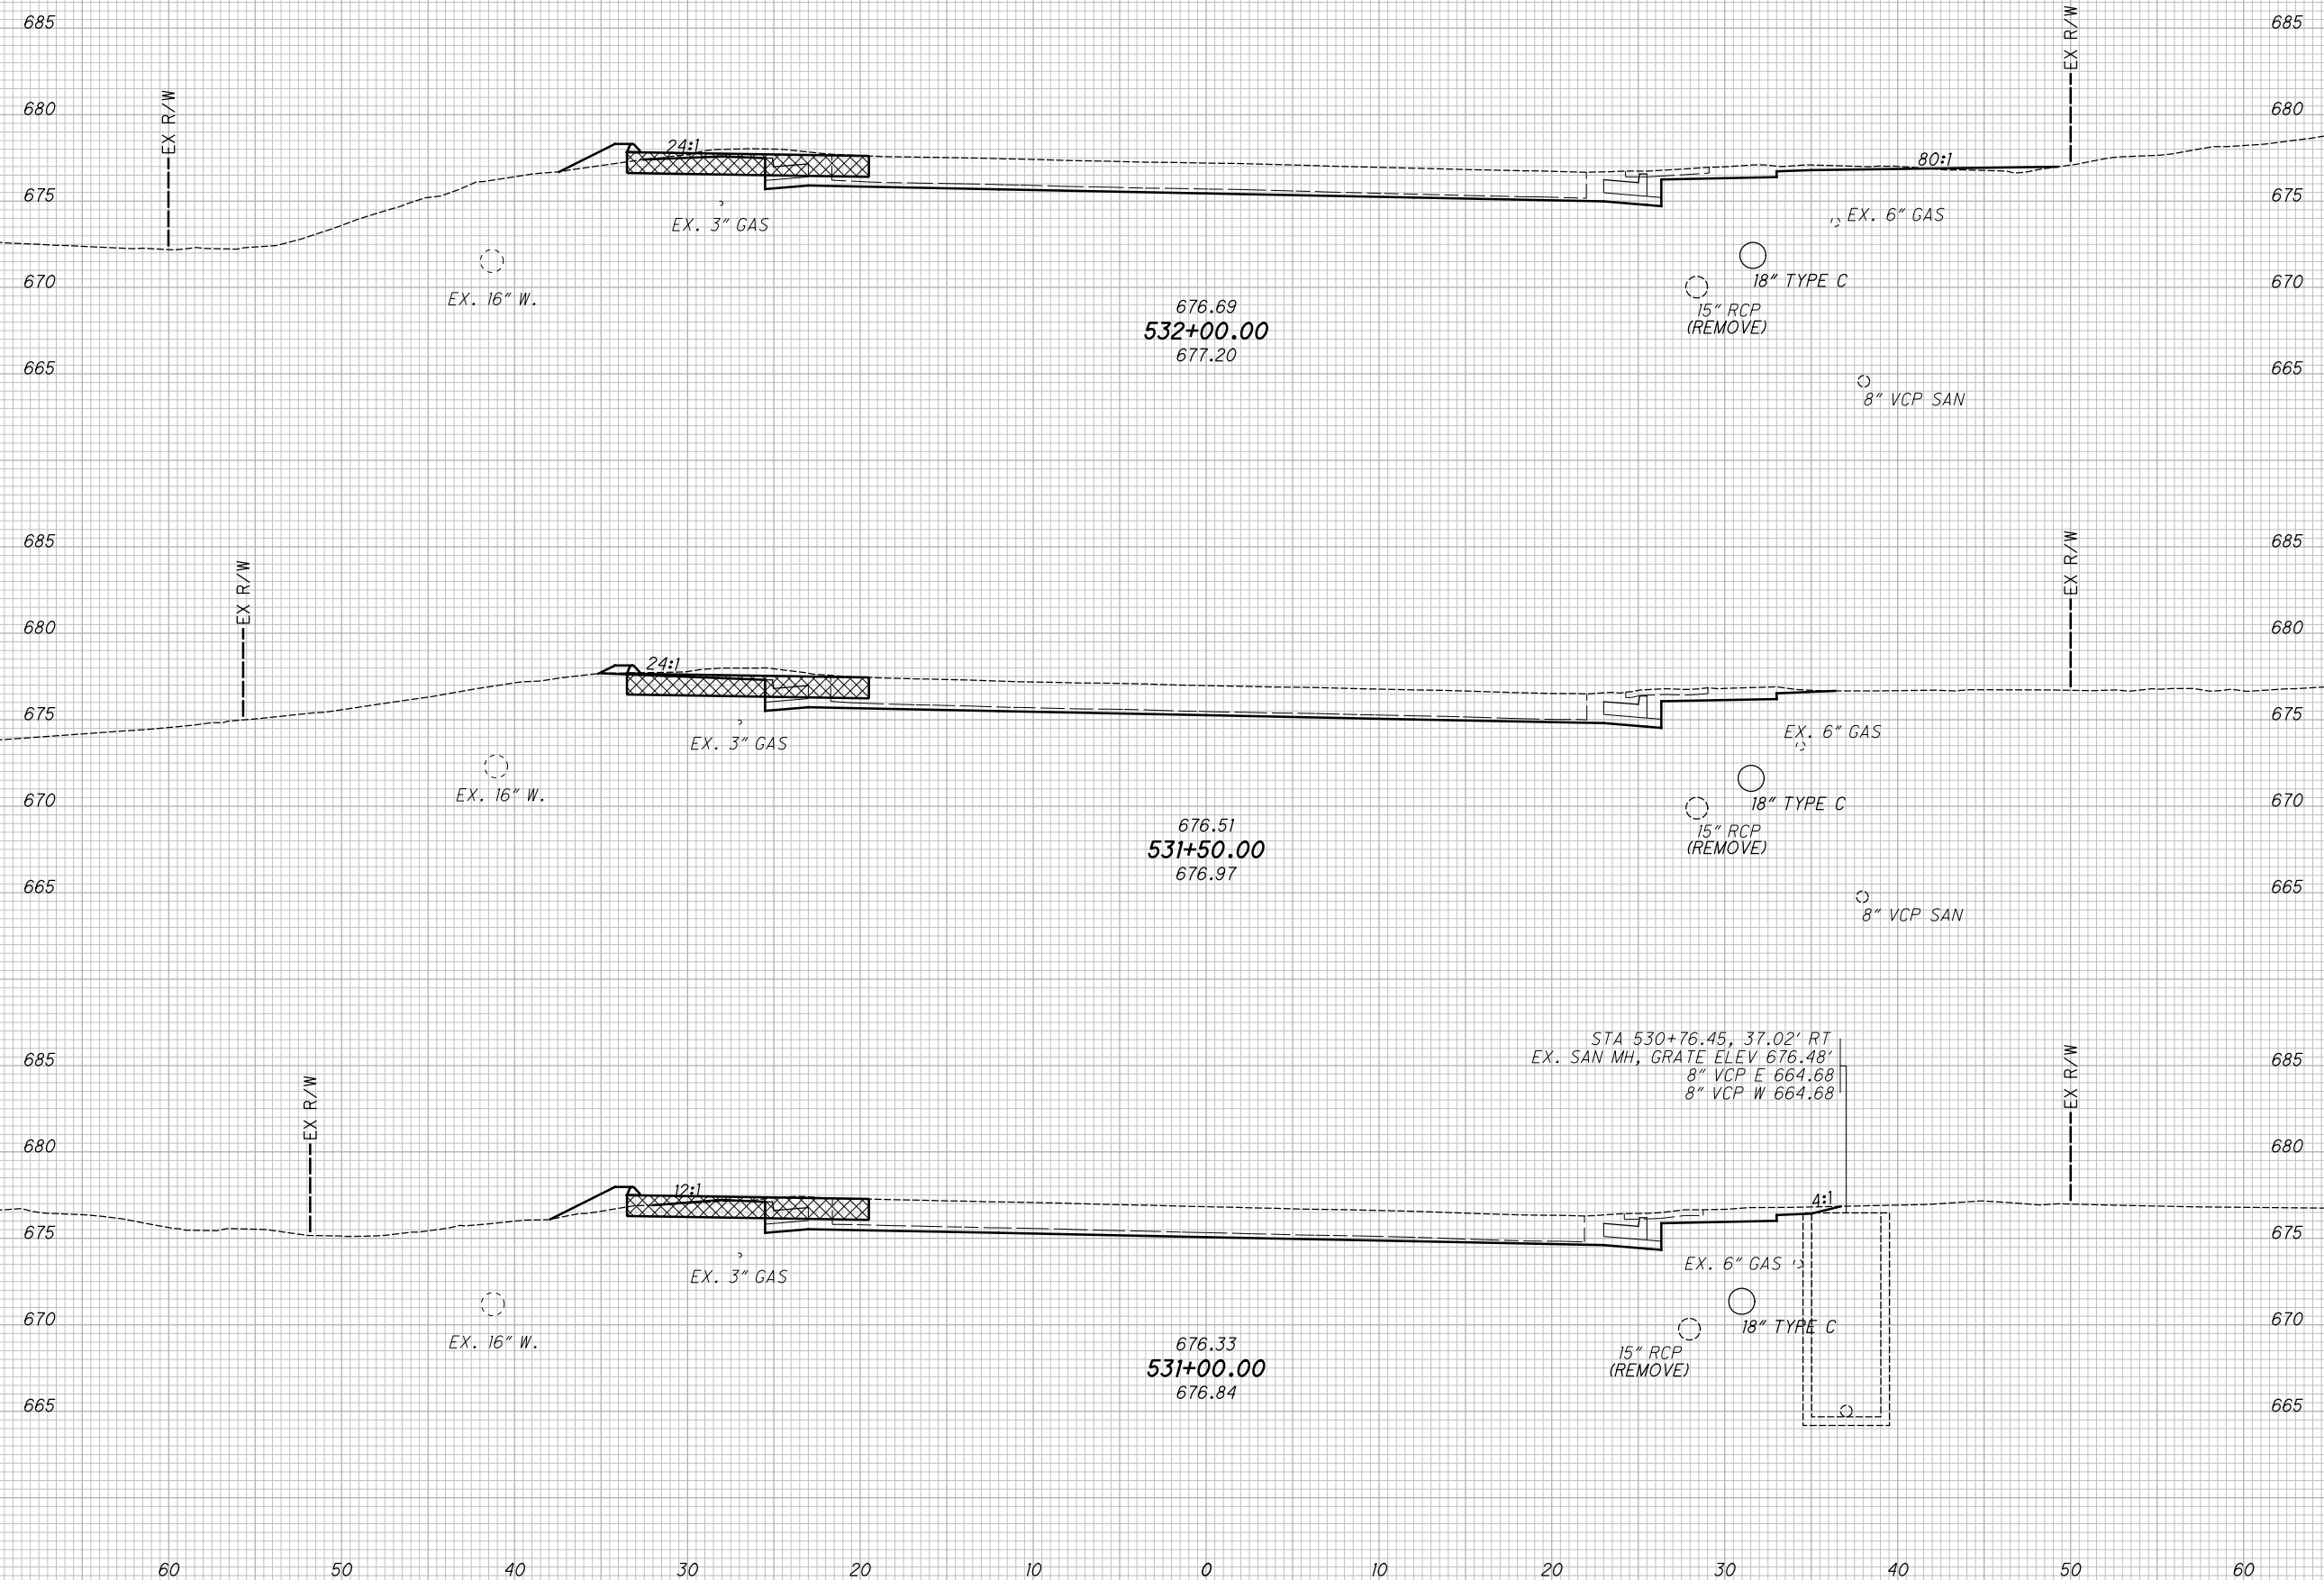 685 685
EX R/W
EX R/W
680 680
24:1 80:1
675 675
EX. 3" GAS EX. 6" GAS
670 670
EX. 16" W. 18" TYPE C
676.69 15" RCP
532+00.00 (REMOVE)
677.20
665 665
8" VCP SAN
685 685
EX R/W
EX R/W
680 680
24:1
675 675
EX. 3" GAS EX. 6" GAS
670 670
EX. 16" W. 18" TYPE C
676.51 15" RCP
531+50.00 (REMOVE)
676.97
665 665
8" VCP SAN
STA 530+76.45, 37.02' RT
EX. SAN MH, GRATE ELEV 676.48'
8" VCP E 664.68
8" VCP W 664.68
685 685
EX R/W
EX R/W
680 680
12:1 4:1
675 675
EX. 3" GAS EX. 6" GAS
670 670
EX. 16" W. 18" TYPE C
676.33 15" RCP
531+00.00 (REMOVE)
676.84
665 665
60 50 40 30 20 10 0 10 20 30 40 50 60